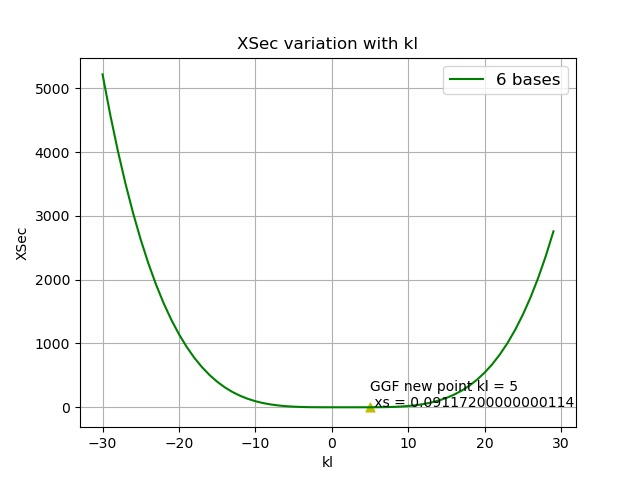 XSec variation with kl
6 bases
5000
4000
3000
2000
1000
0
XSec
GGF new point kl = 5
xs = 0.09117200000000114
−30
−20
−10
0
10
20
30
kl